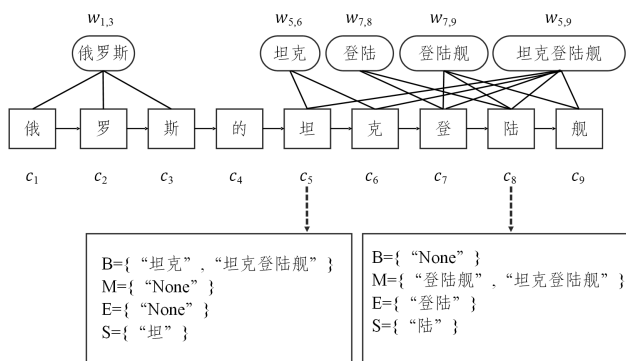 w1,3 w5,6 w7,8 w7,9 w5,9
俄罗斯 坦克 登陆 登陆舰 坦克登陆舰
俄 罗 斯 的 坦 克 登 陆 舰
c1 c2 c3 c4 c5 c6 c7 c8 c9
B={“坦克”,“坦克登陆舰”}
M={“None”}
E={“None”}
S={“坦”}
B={“None”}
M={“登陆舰”,“坦克登陆舰”}
E={“登陆”}
S={“陆”}